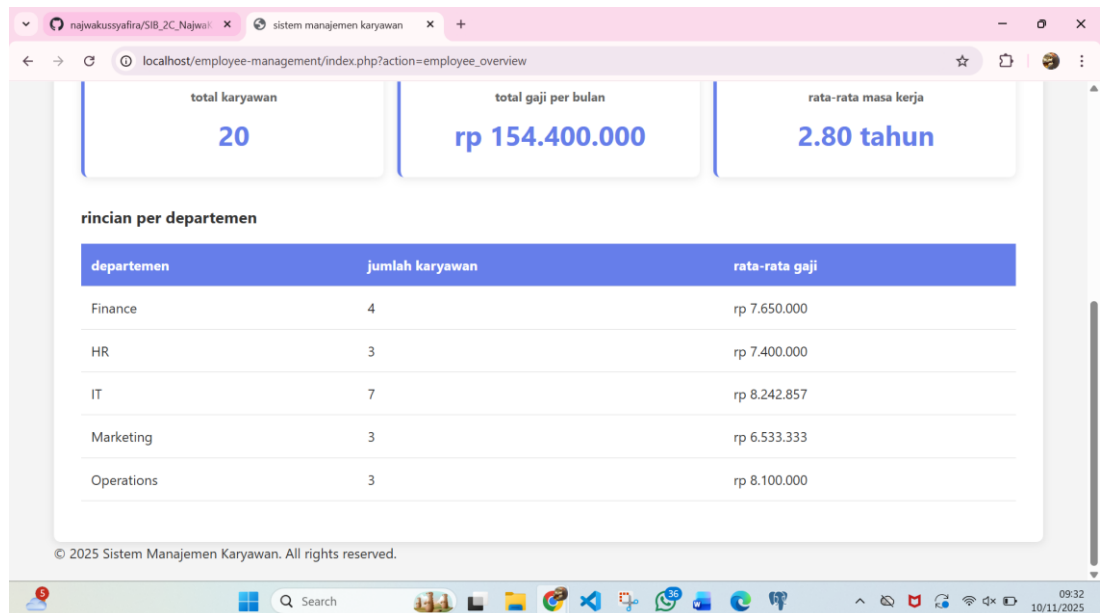 najwakussyafira/SIB_2C_NajwaK
sistem manajemen karyawan
localhost/employee-management/index.php?action=employee_overview
total karyawan
20
total gaji per bulan
rp 154.400.000
rata-rata masa kerja
2.80 tahun
rincian per departemen
departemen jumlah karyawan rata-rata gaji
Finance 4 rp 7.650.000
HR 3 rp 7.400.000
IT 7 rp 8.242.857
Marketing 3 rp 6.533.333
Operations 3 rp 8.100.000
© 2025 Sistem Manajemen Karyawan. All rights reserved.
5
Search
36
09:32
10/11/2025